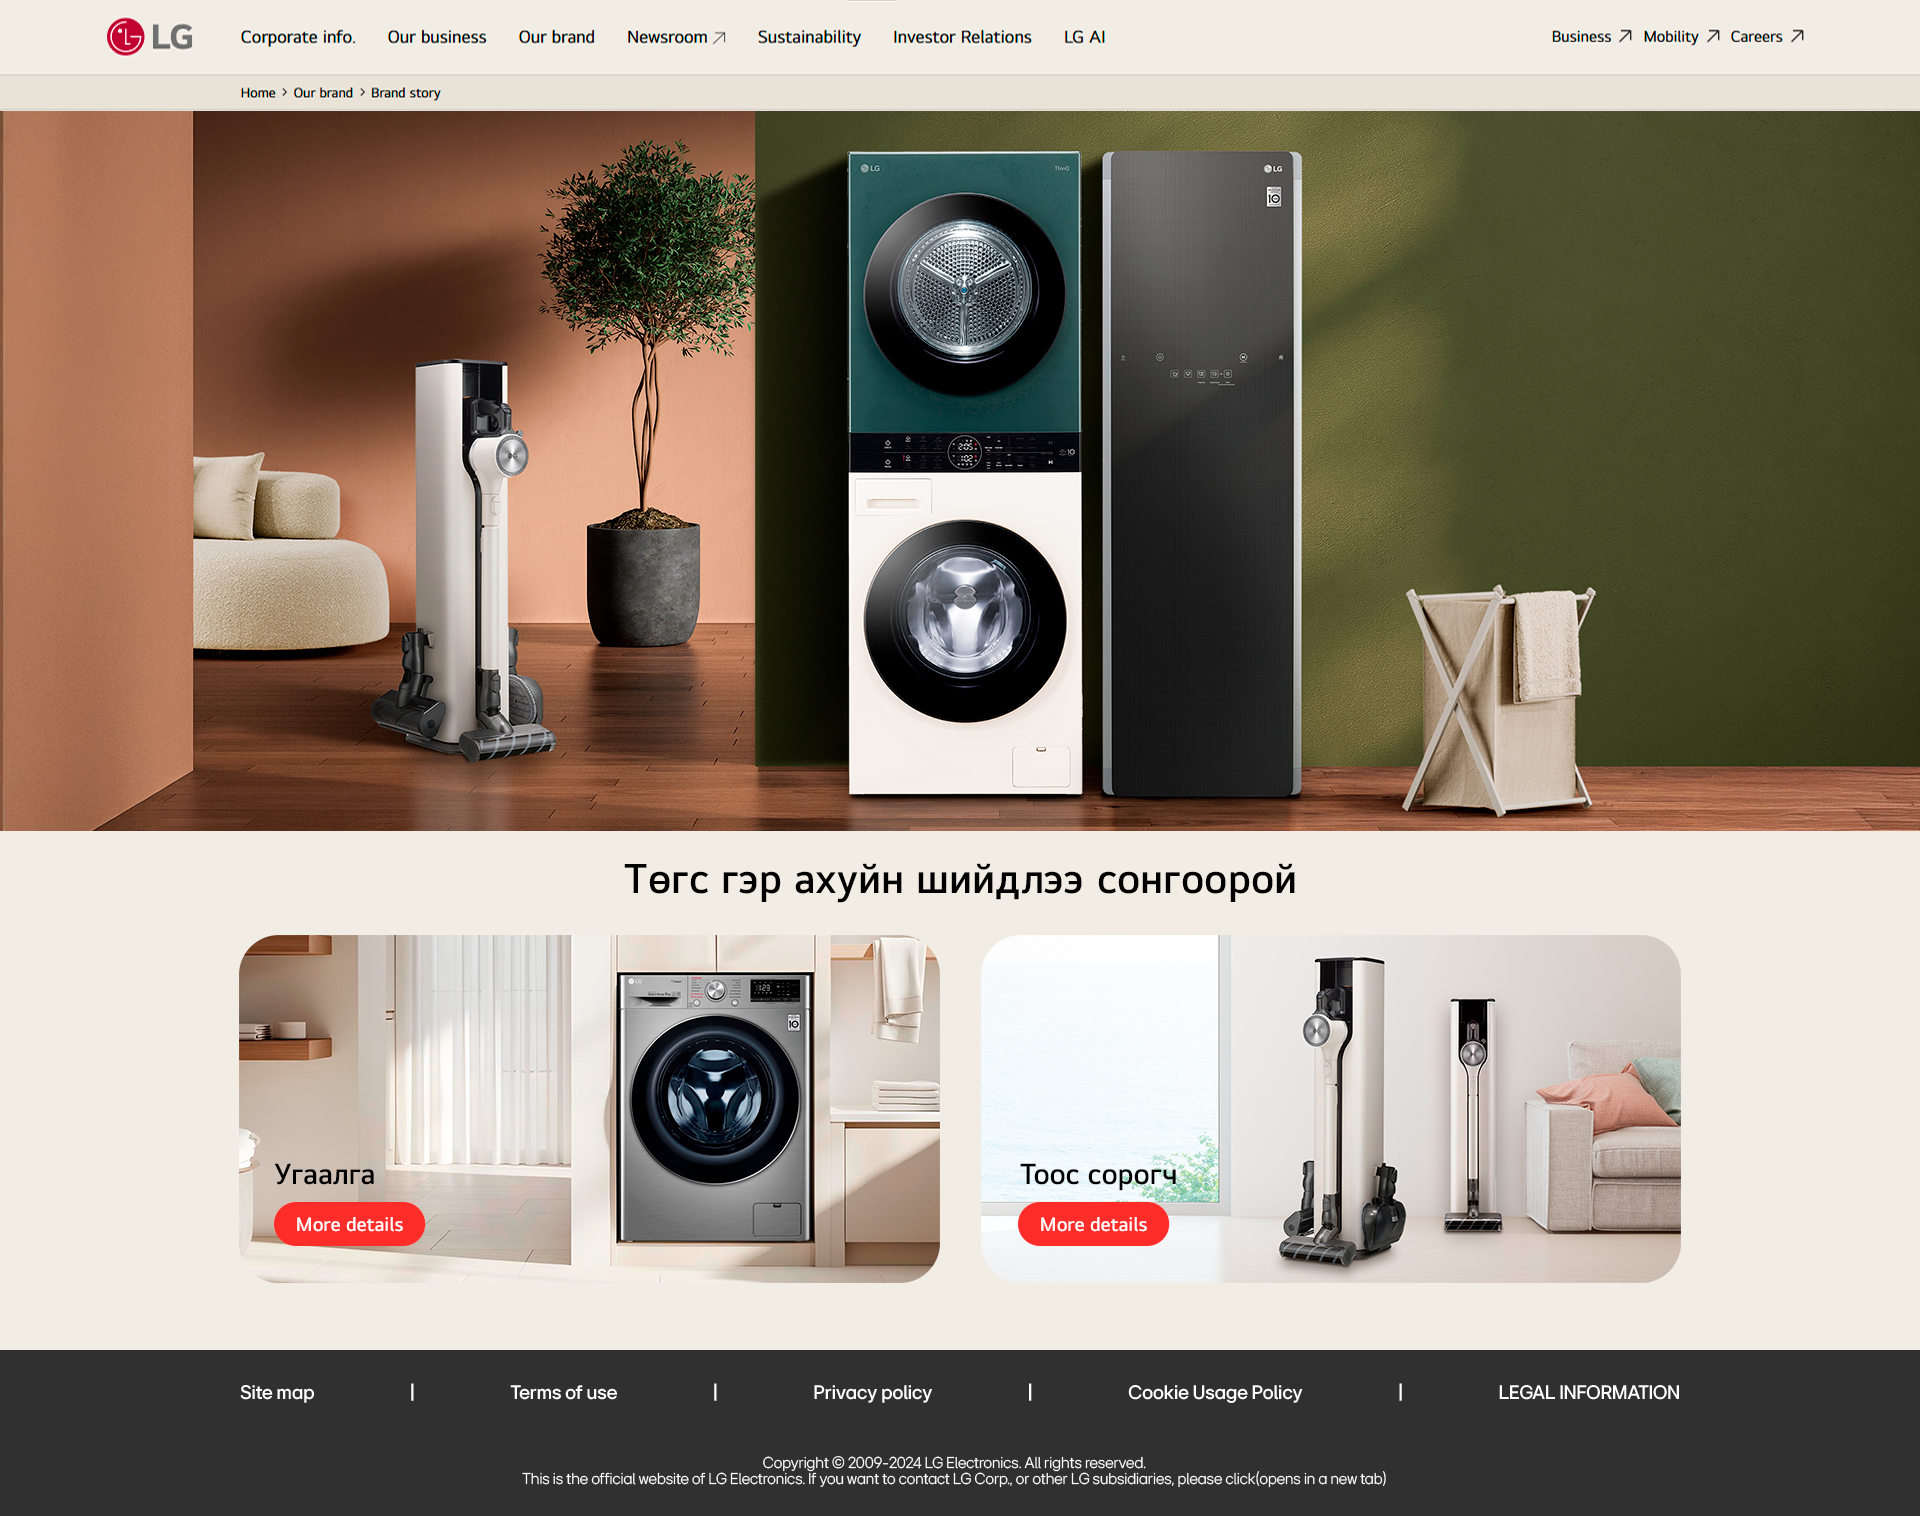 LG
Corporate info. Our business Our brand Newsroom Sustainability Investor Relations LG AI
Business Mobility Careers
Home > Our brand > Brand story
LG ThinQ
LG
Төгс гэр ахуйн шийдлээ сонгоорой
LG
Угаалга
More details
Тоос сорогч
More details
Site map | Terms of use | Privacy policy | Cookie Usage Policy | LEGAL INFORMATION
Copyright © 2009-2024 LG Electronics. All rights reserved.
This is the official website of LG Electronics. If you want to contact LG Corp., or other LG subsidiaries, please click(opens in a new tab)